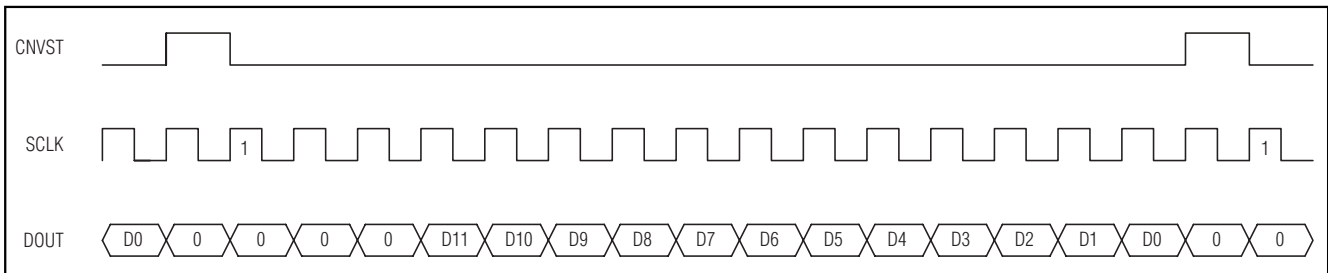 CNVST
SCLK 1 1
DOUT D0 0 0 0 0 D11 D10 D9 D8 D7 D6 D5 D4 D3 D2 D1 D0 0 0